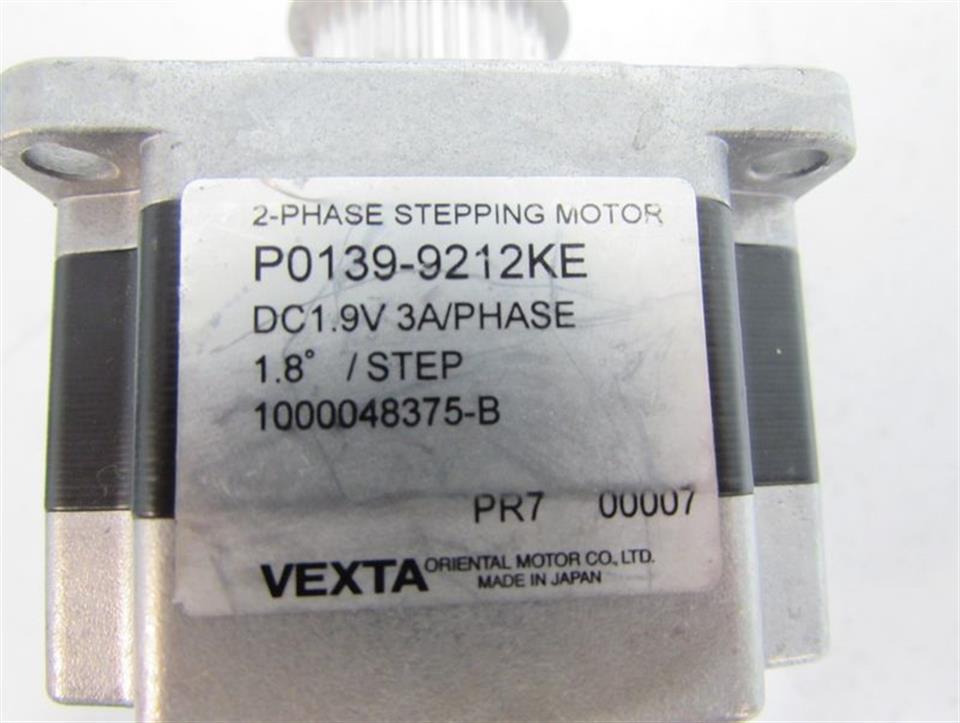 2-PHASE STEPPING MOTOR
P0139-9212KE
DC1.9V 3A/PHASE
1.8° /STEP
1000048375-B
PR7 00007
VEXTA ORIENTAL MOTOR CO., LTD.
MADE IN JAPAN